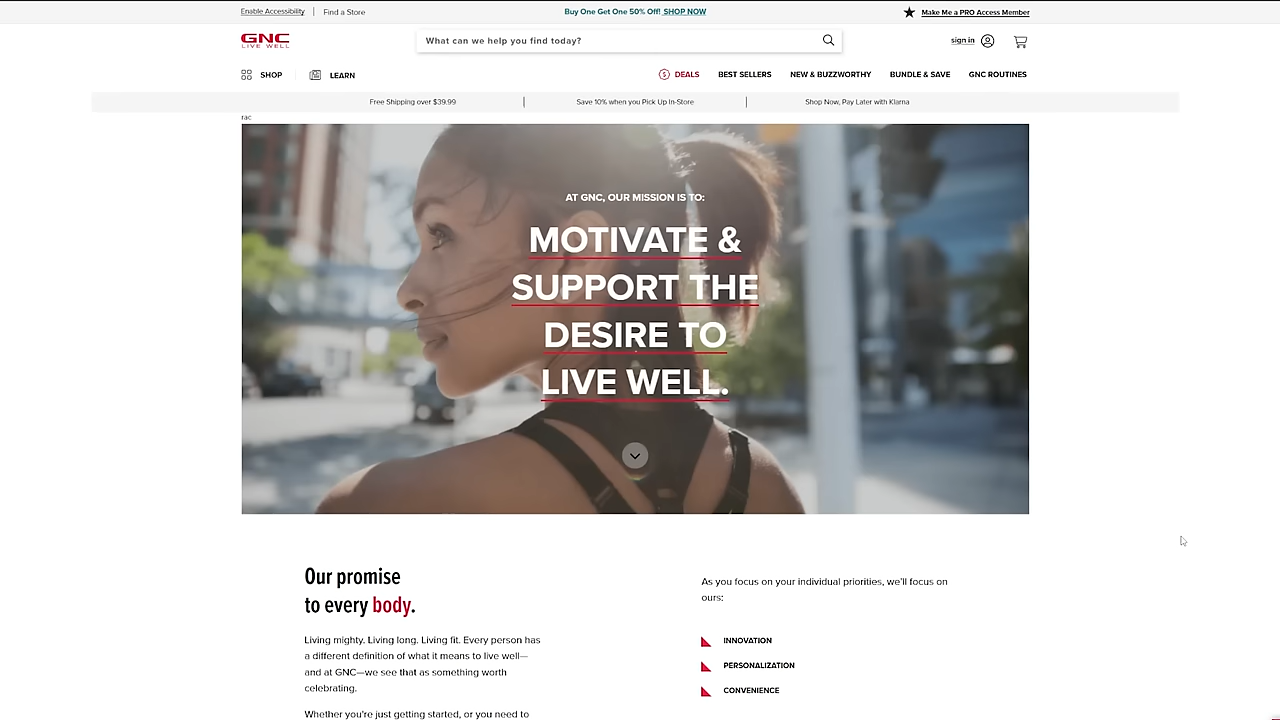 Enable Accessibility
Find a Store
Buy One Get One 50% Off! SHOP NOW
Make Me a PRO Access Member
GNC
LIVE WELL
What can we help you find today?
sign in
SHOP
LEARN
$ DEALS
BEST SELLERS
NEW & BUZZWORTHY
BUNDLE & SAVE
GNC ROUTINES
Free Shipping over $39.99
Save 10% when you Pick Up In-Store
Shop Now, Pay Later with Klarna
rac
AT GNC, OUR MISSION IS TO:
MOTIVATE &
SUPPORT THE
DESIRE TO
LIVE WELL.
Our promise
to every body.
Living mighty. Living long. Living fit. Every person has
a different definition of what it means to live well—
and at GNC—we see that as something worth
celebrating.
Whether you're just getting started, or you need to
As you focus on your individual priorities, we'll focus on
ours:
INNOVATION
PERSONALIZATION
CONVENIENCE